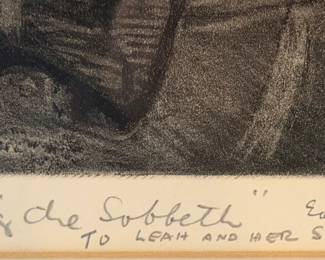 the Sobbeth"
TO LEAH AND HER